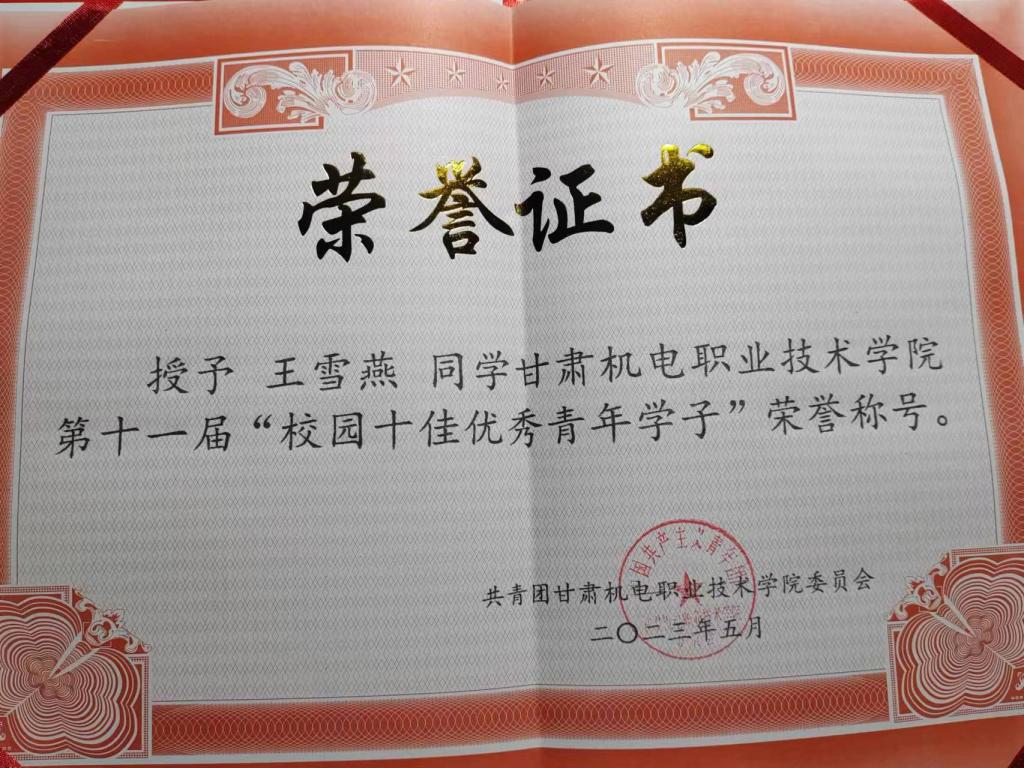 荣誉证书
授予 王雪燕 同学甘肃机电职业技术学院
第十一届“校园十佳优秀青年学子”荣誉称号。
共青团甘肃机电职业技术学院委员会
二〇二三年五月